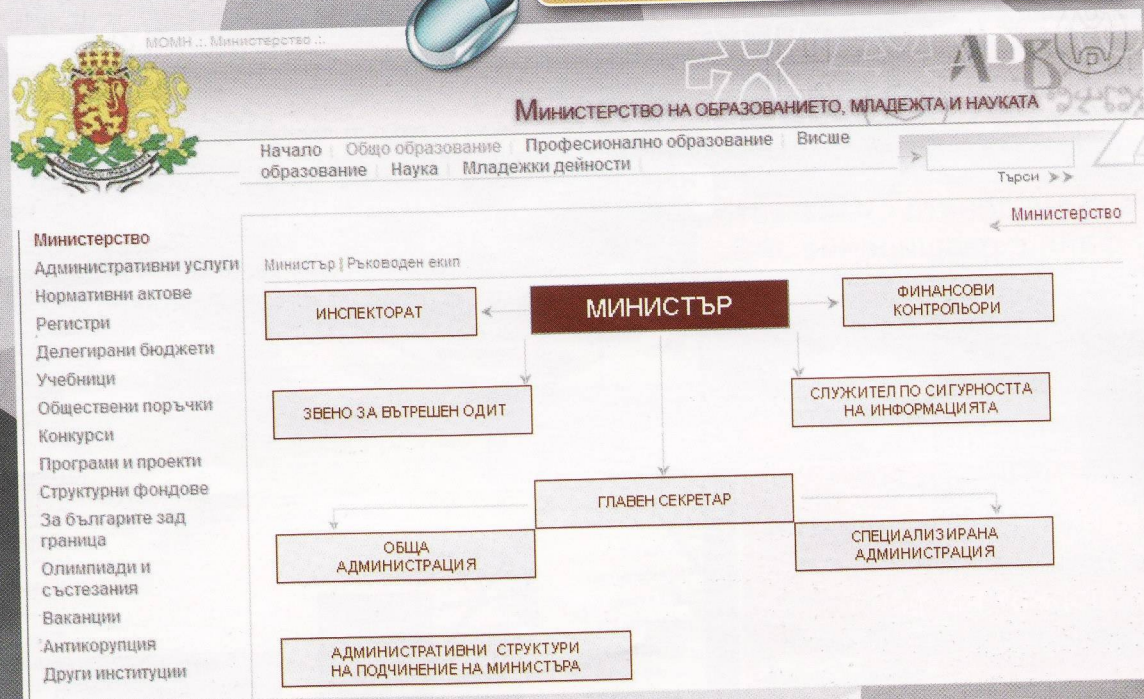 МОМН .:. Министерство .:.
АБВ
МИНИСТЕРСТВО НА ОБРАЗОВАНИЕТО, МЛАДЕЖТА И НАУКАТА
Начало | Общо образование | Професионално образование | Висше
образование | Наука | Младежки дейности
Търси
Министерство
Министерство
Административни услуги
Нормативни актове
Регистри
Делегирани бюджети
Учебници
Обществени поръчки
Конкурси
Програми и проекти
Структурни фондове
За българите зад
граница
Олимпиади и
състезания
Ваканции
Антикорупция
Други институции
Министър | Ръководен екип
ИНСПЕКТОРАТ
МИНИСТЪР
ФИНАНСОВИ
КОНТРОЛЬОРИ
ЗВЕНО ЗА ВЪТРЕШЕН ОДИТ
СЛУЖИТЕЛ ПО СИГУРНОСТТА
НА ИНФОРМАЦИЯТА
ГЛАВЕН СЕКРЕТАР
ОБЩА
АДМИНИСТРАЦИЯ
СПЕЦИАЛИЗИРАНА
АДМИНИСТРАЦИЯ
АДМИНИСТРАТИВНИ СТРУКТУРИ
НА ПОДЧИНЕНИЕ НА МИНИСТЪРА